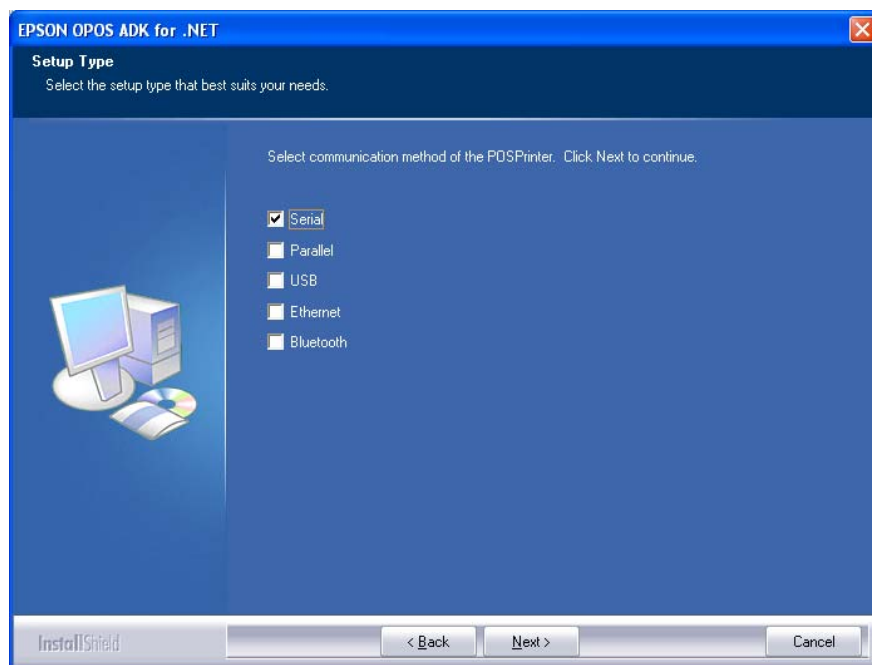 EPSON OPOS ADK for .NET
Setup Type
Select the setup type that best suits your needs.
Select communication method of the POSPrinter. Click Next to continue.
Serial
Parallel
USB
Ethernet
Bluetooth
InstallShield
< Back
Next >
Cancel